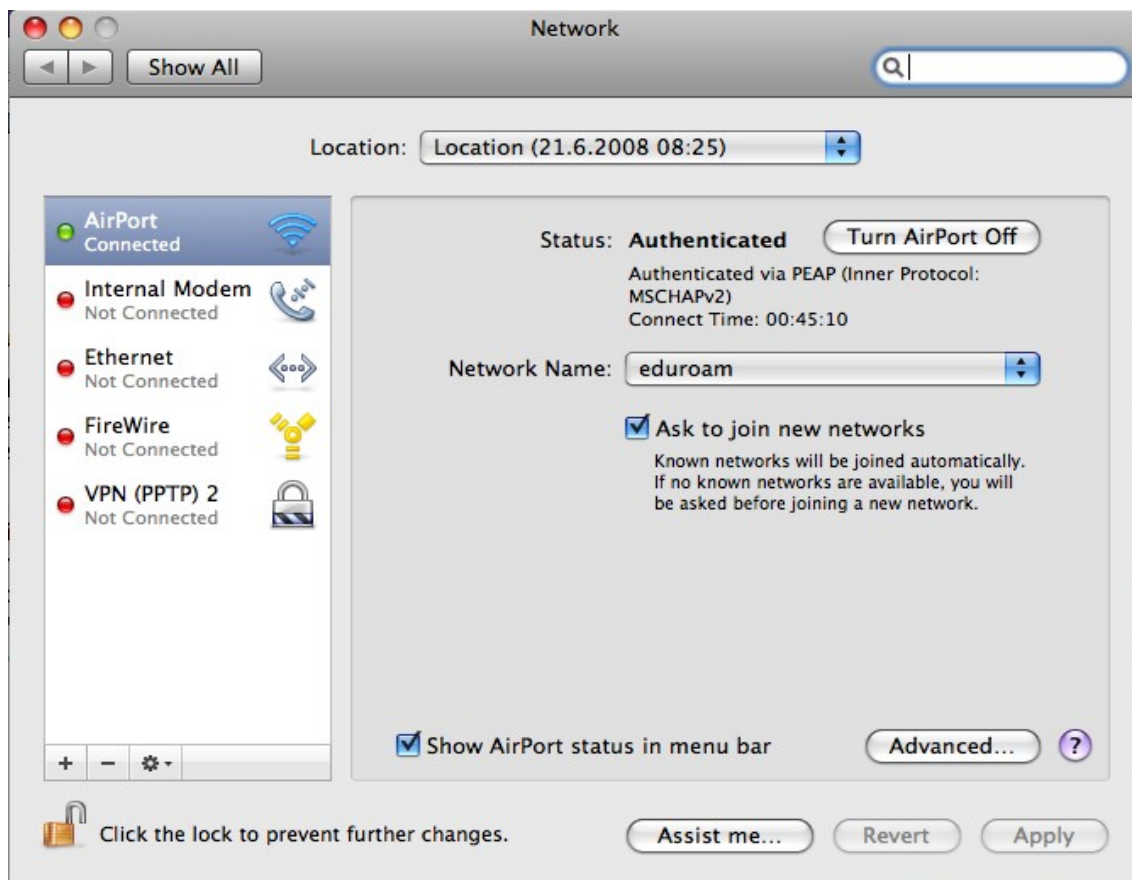 Network
Show All
Location: Location (21.6.2008 08:25)
AirPort
Connected
Internal Modem
Not Connected
Ethernet
Not Connected
FireWire
Not Connected
VPN (PPTP) 2
Not Connected
Status: Authenticated Turn AirPort Off
Authenticated via PEAP (Inner Protocol:
MSCHAPv2)
Connect Time: 00:45:10
Network Name: eduroam
Ask to join new networks
Known networks will be joined automatically.
If no known networks are available, you will
be asked before joining a new network.
Show AirPort status in menu bar Advanced... ?
Click the lock to prevent further changes. Assist me... Revert Apply